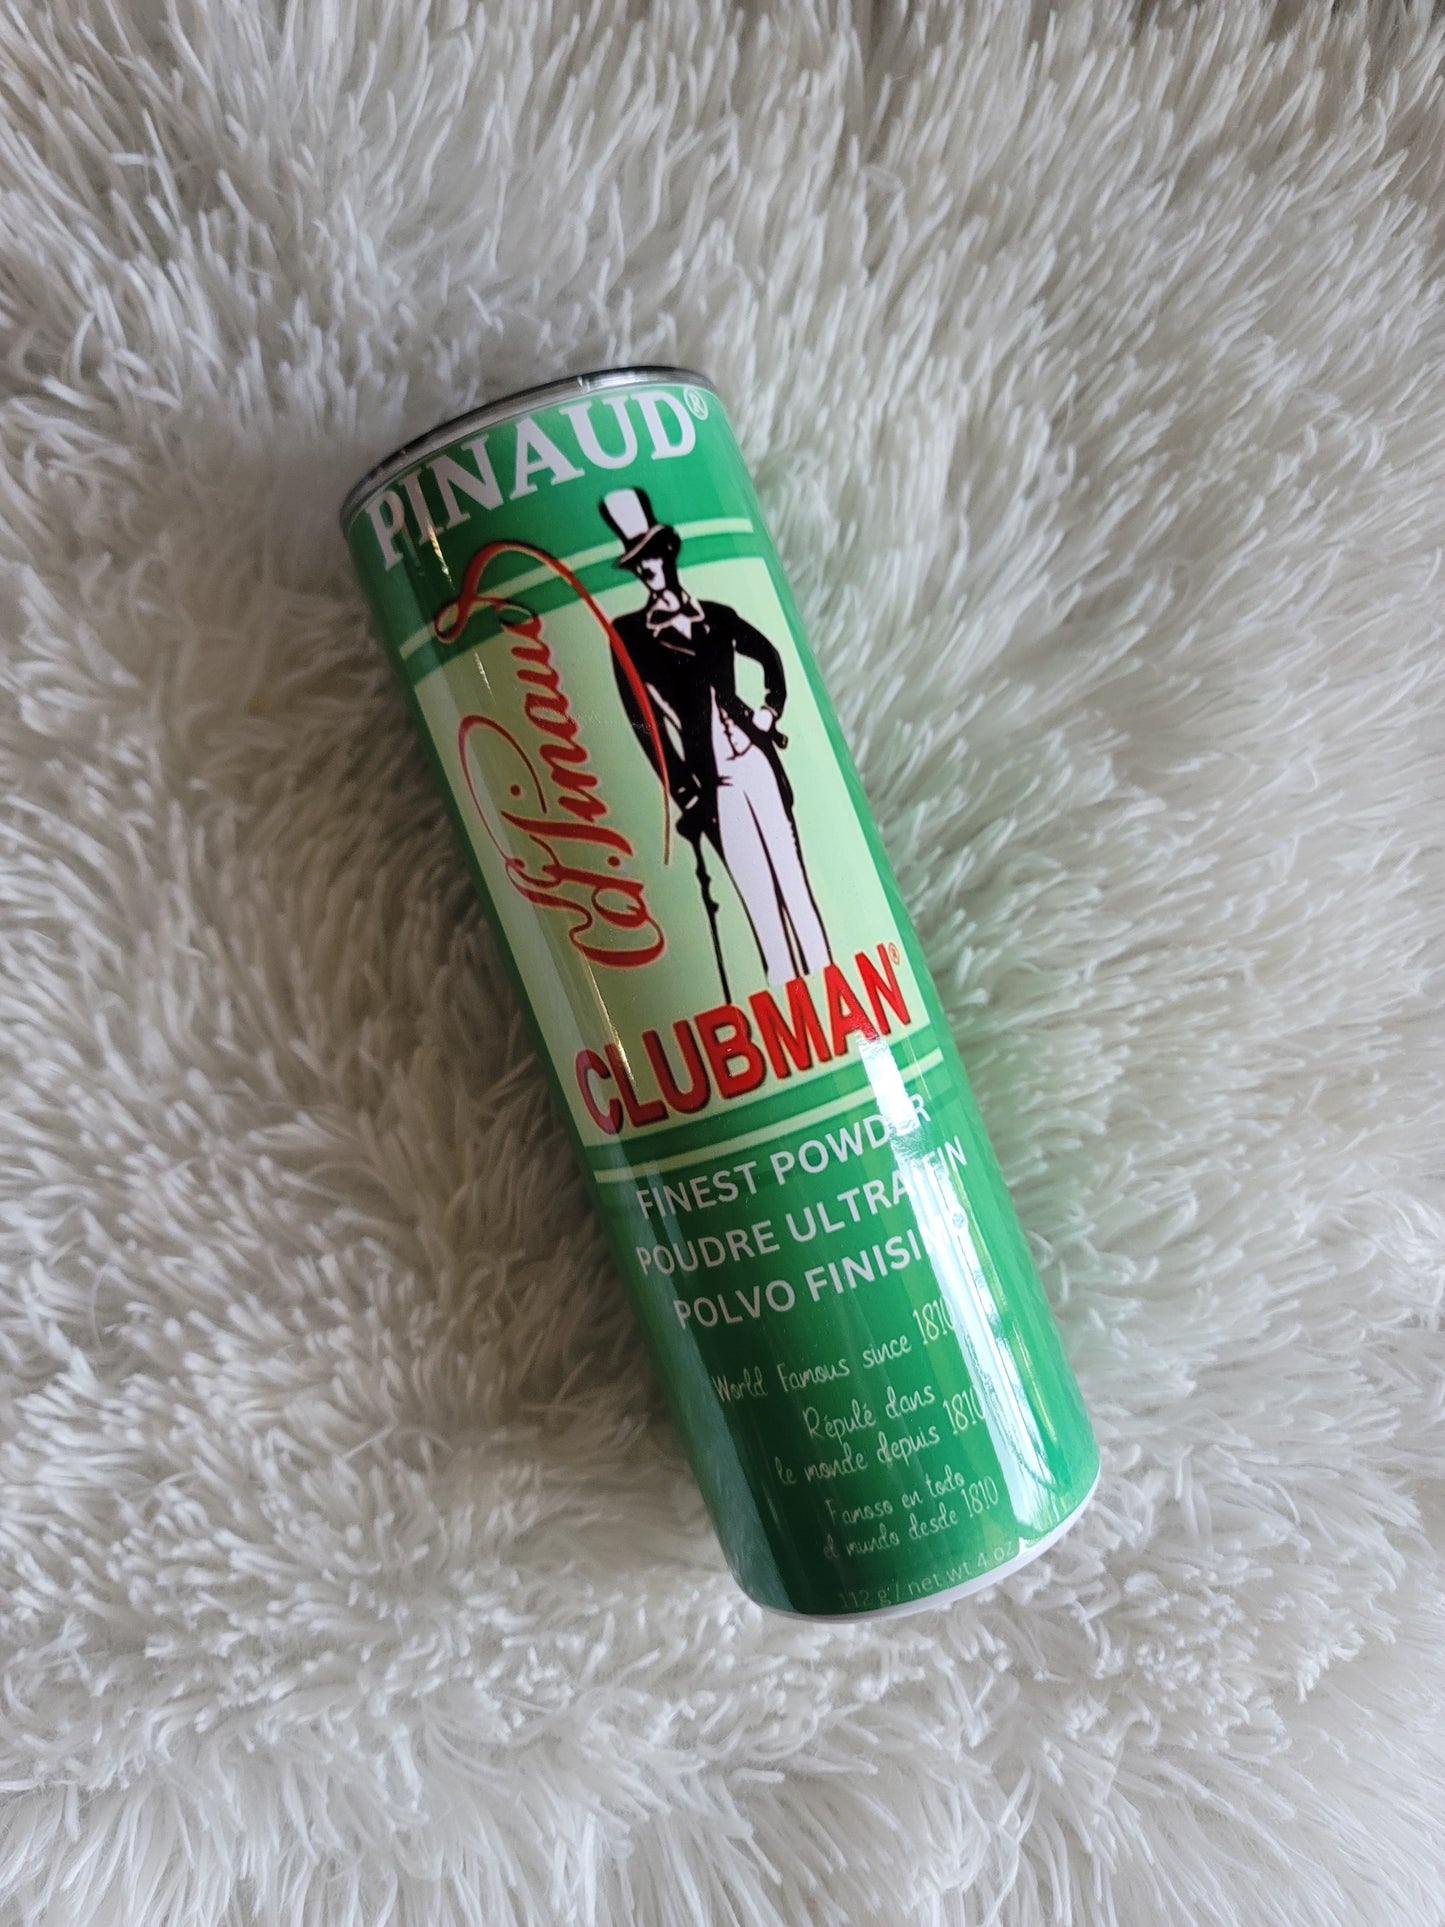 PINAUD®
Ed. Pinaud
CLUBMAN®
FINEST POWDER
POUDRE ULTRA FIN
POLVO
World Famous since 1810
Répulé dans
le monde depuis 1810
Famoso en todo
el mundo desde 1810
112 g / net wt 4 oz